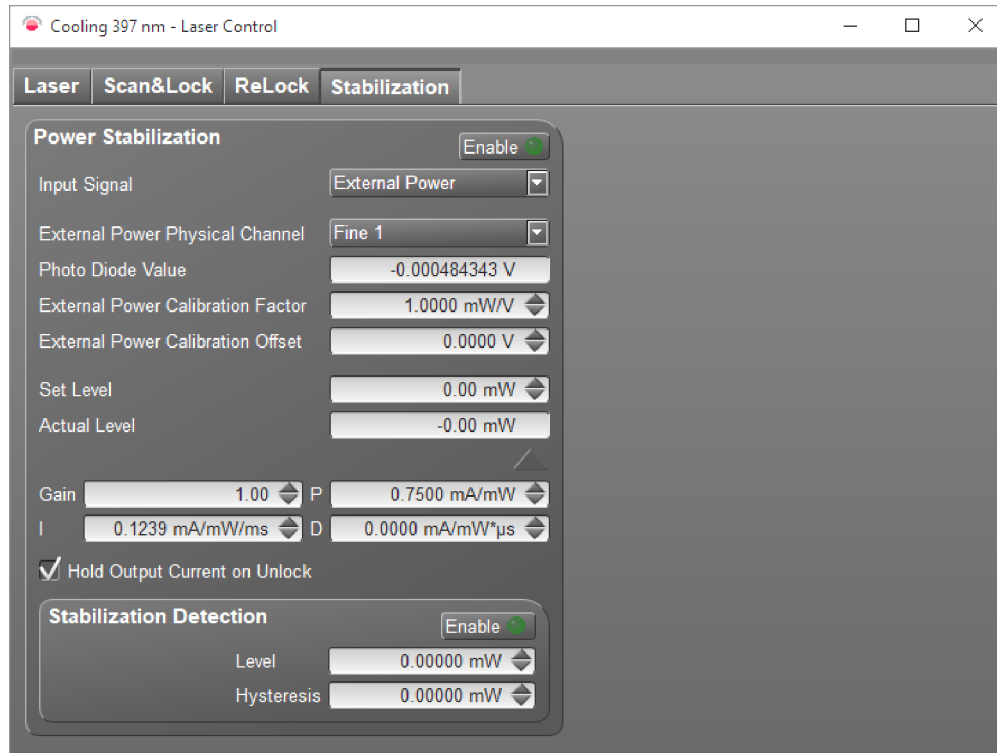 Cooling 397 nm - Laser Control
Laser Scan&Lock ReLock Stabilization
Power Stabilization
Enable
Input Signal External Power
External Power Physical Channel Fine 1
Photo Diode Value -0.000484343 V
External Power Calibration Factor 1.0000 mW/V
External Power Calibration Offset 0.0000 V
Set Level 0.00 mW
Actual Level -0.00 mW
Gain 1.00 P 0.7500 mA/mW
I 0.1239 mA/mW/ms D 0.0000 mA/mW*µs
Hold Output Current on Unlock
Stabilization Detection
Enable
Level 0.00000 mW
Hysteresis 0.00000 mW